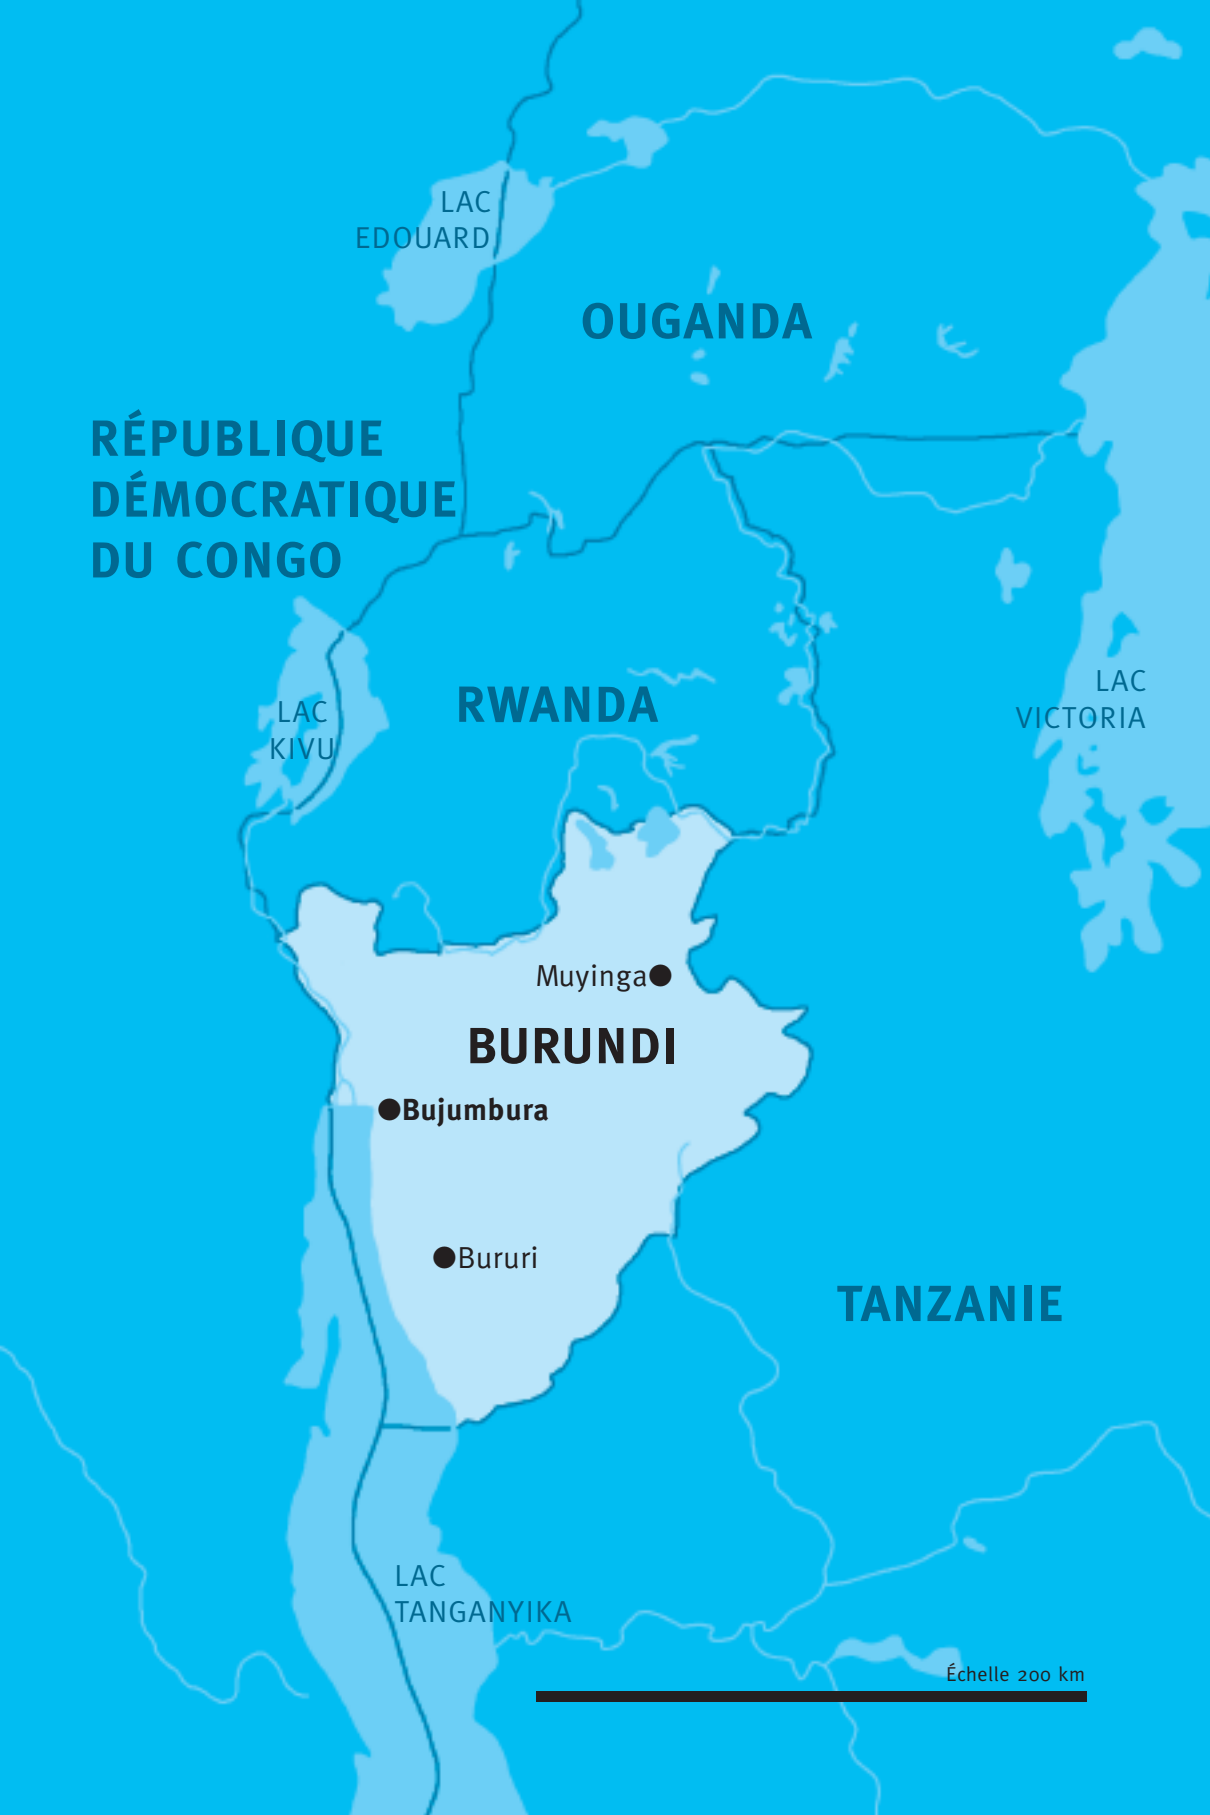 LAC
EDOUARD
OUGANDA
RÉPUBLIQUE
DÉMOCRATIQUE
DU CONGO
LAC
VICTORIA
RWANDA
LAC
KIVU
Muyinga
BURUNDI
Bujumbura
Bururi
TANZANIE
LAC
TANGANYIKA
Échelle 200 km